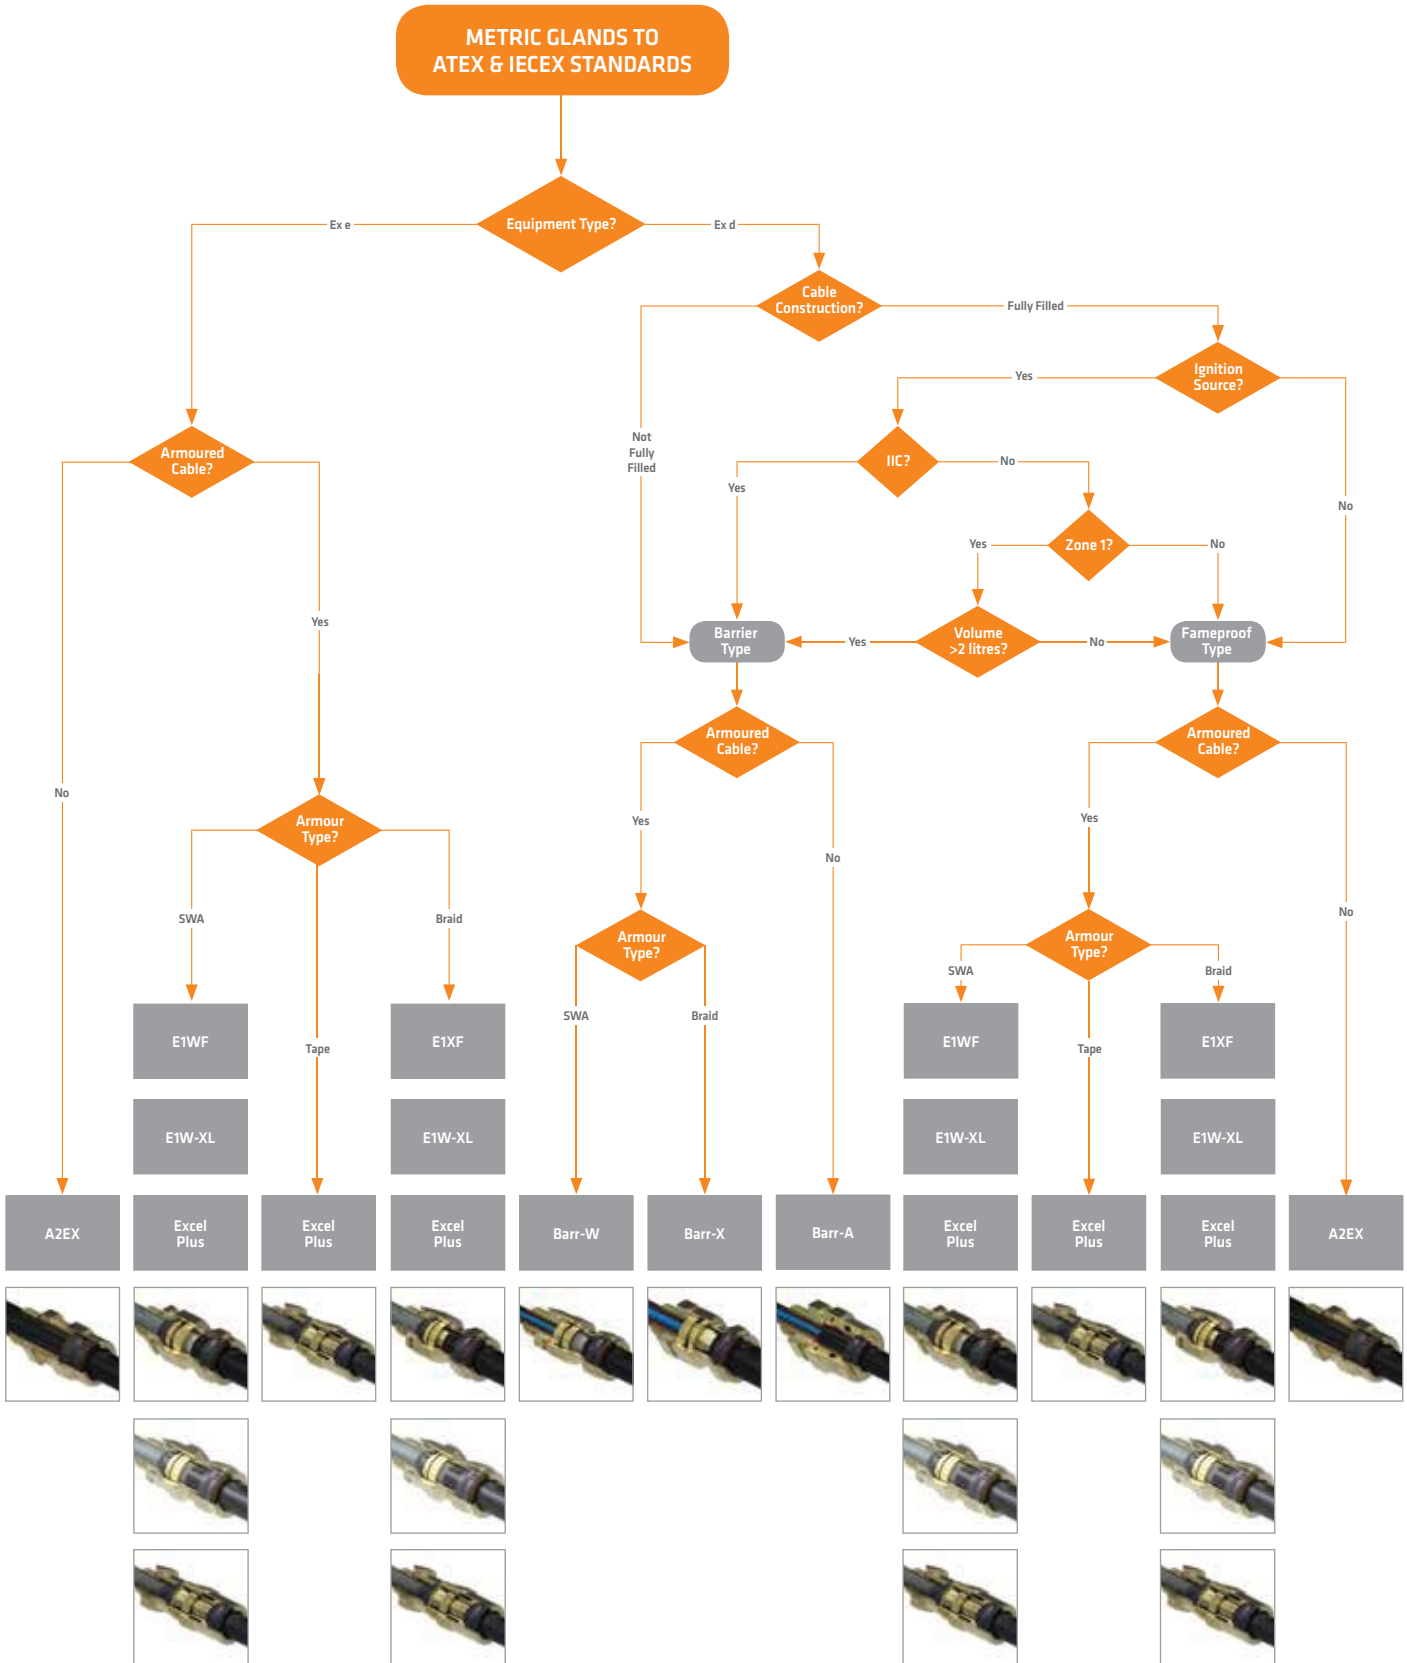 METRIC GLANDS TO
ATEX & IECEX STANDARDS
Equipment Type?
Ex e
Ex d
Cable
Construction?
Fully Filled
Ignition
Source?
Yes
Not
Fully
Filled
Armoured
Cable?
IIC?
No
Yes
No
Zone 1?
Yes
No
Yes
Barrier
Type
Yes
Volume
>2 litres?
No
Fameproof
Type
Armoured
Cable?
Armoured
Cable?
No
Armour
Type?
Yes
Yes
No
SWA
Braid
Armour
Type?
Armour
Type?
No
SWA
Braid
SWA
Braid
E1WF
Tape
E1XF
E1WF
Tape
E1XF
E1W-XL
E1W-XL
E1W-XL
E1W-XL
A2EX
Excel
Plus
Excel
Plus
Excel
Plus
Barr-W
Barr-X
Barr-A
Excel
Plus
Excel
Plus
Excel
Plus
A2EX